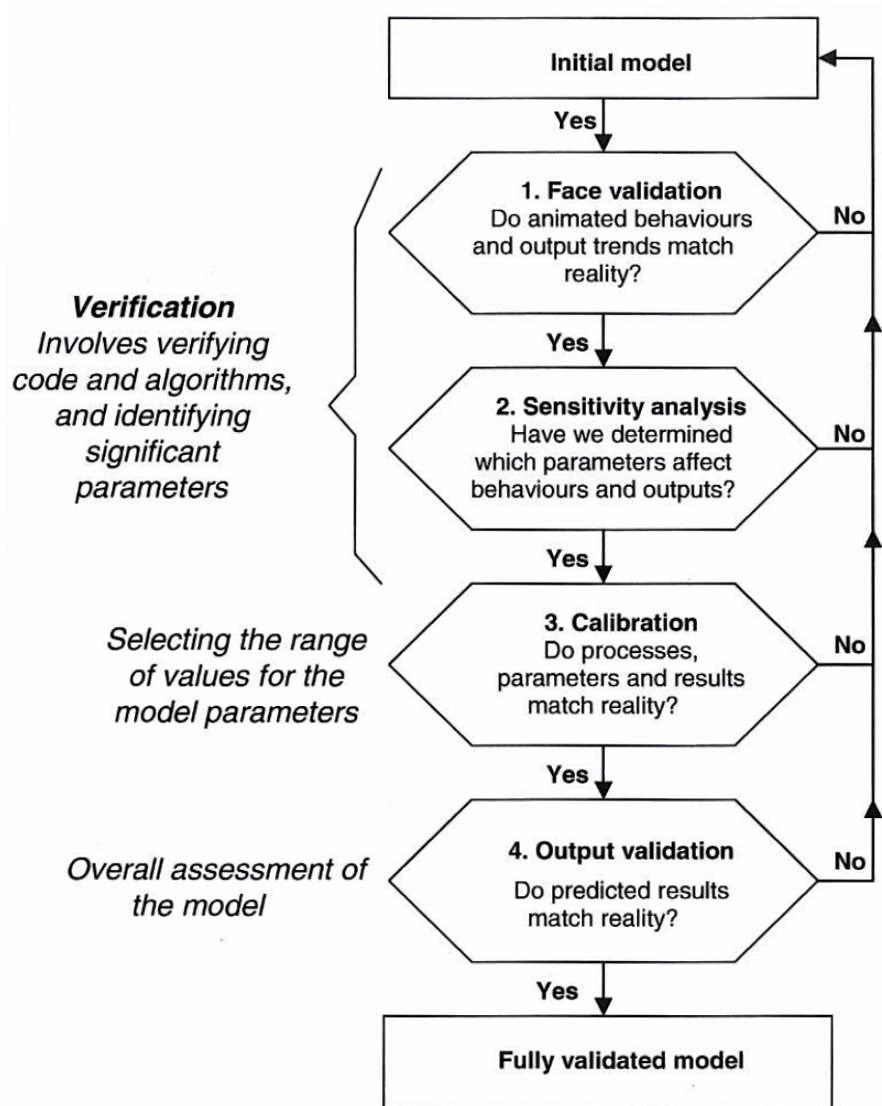 Initial model
Yes
1. Face validation
Do animated behaviours
and output trends match
reality?
No
Yes
Verification
Involves verifying
code and algorithms,
and identifying
significant
parameters
2. Sensitivity analysis
Have we determined
which parameters affect
behaviours and outputs?
No
Yes
Selecting the range
of values for the
model parameters
3. Calibration
Do processes,
parameters and results
match reality?
No
Yes
Overall assessment of
the model
4. Output validation
Do predicted results
match reality?
No
Yes
Fully validated model